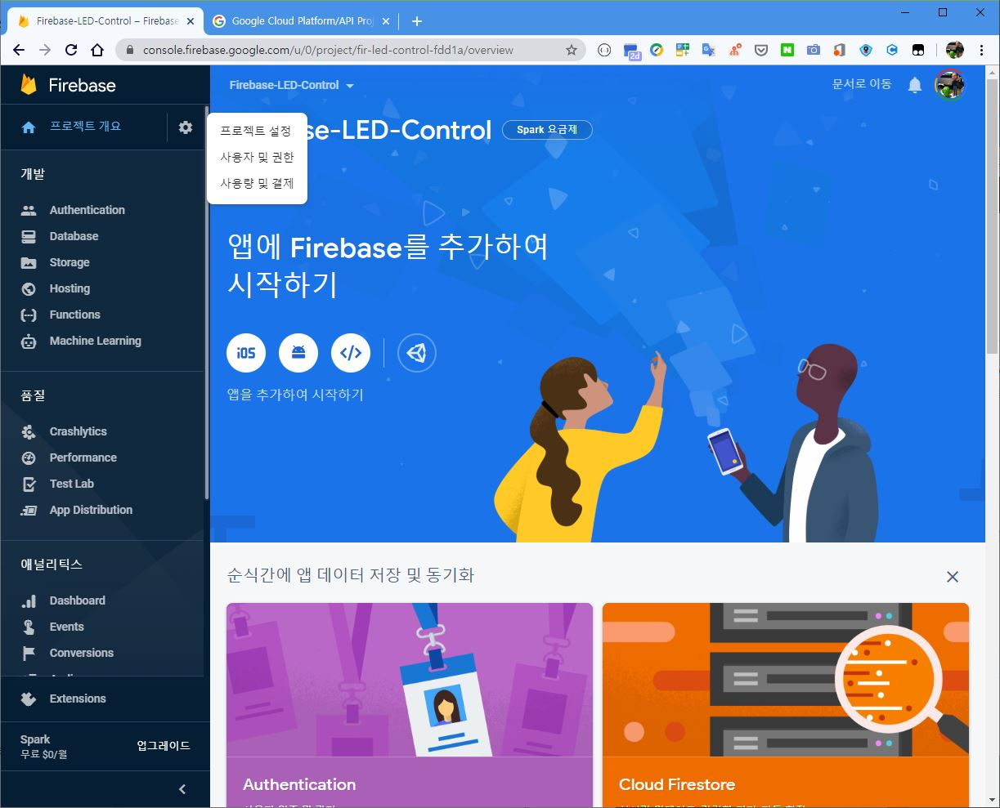 Firebase-LED-Control – Firebase
Google Cloud Platform/API Proj
console.firebase.google.com/u/0/project/fir-led-control-fdd1a/overview
2d
N
Firebase
Firebase-LED-Control
문서로 이동
프로젝트 개요
프로젝트 설정
사용자 및 권한
사용량 및 결제
se-LED-Control
Spark 요금제
개발
Authentication
Database
Storage
Hosting
Functions
Machine Learning
앱에 Firebase를 추가하여
시작하기
iOS
앱을 추가하여 시작하기
품질
Crashlytics
Performance
Test Lab
App Distribution
애널리틱스
Dashboard
Events
Conversions
Extensions
Spark
무료 $0/월
업그레이드
순식간에 앱 데이터 저장 및 동기화
Authentication
Cloud Firestore